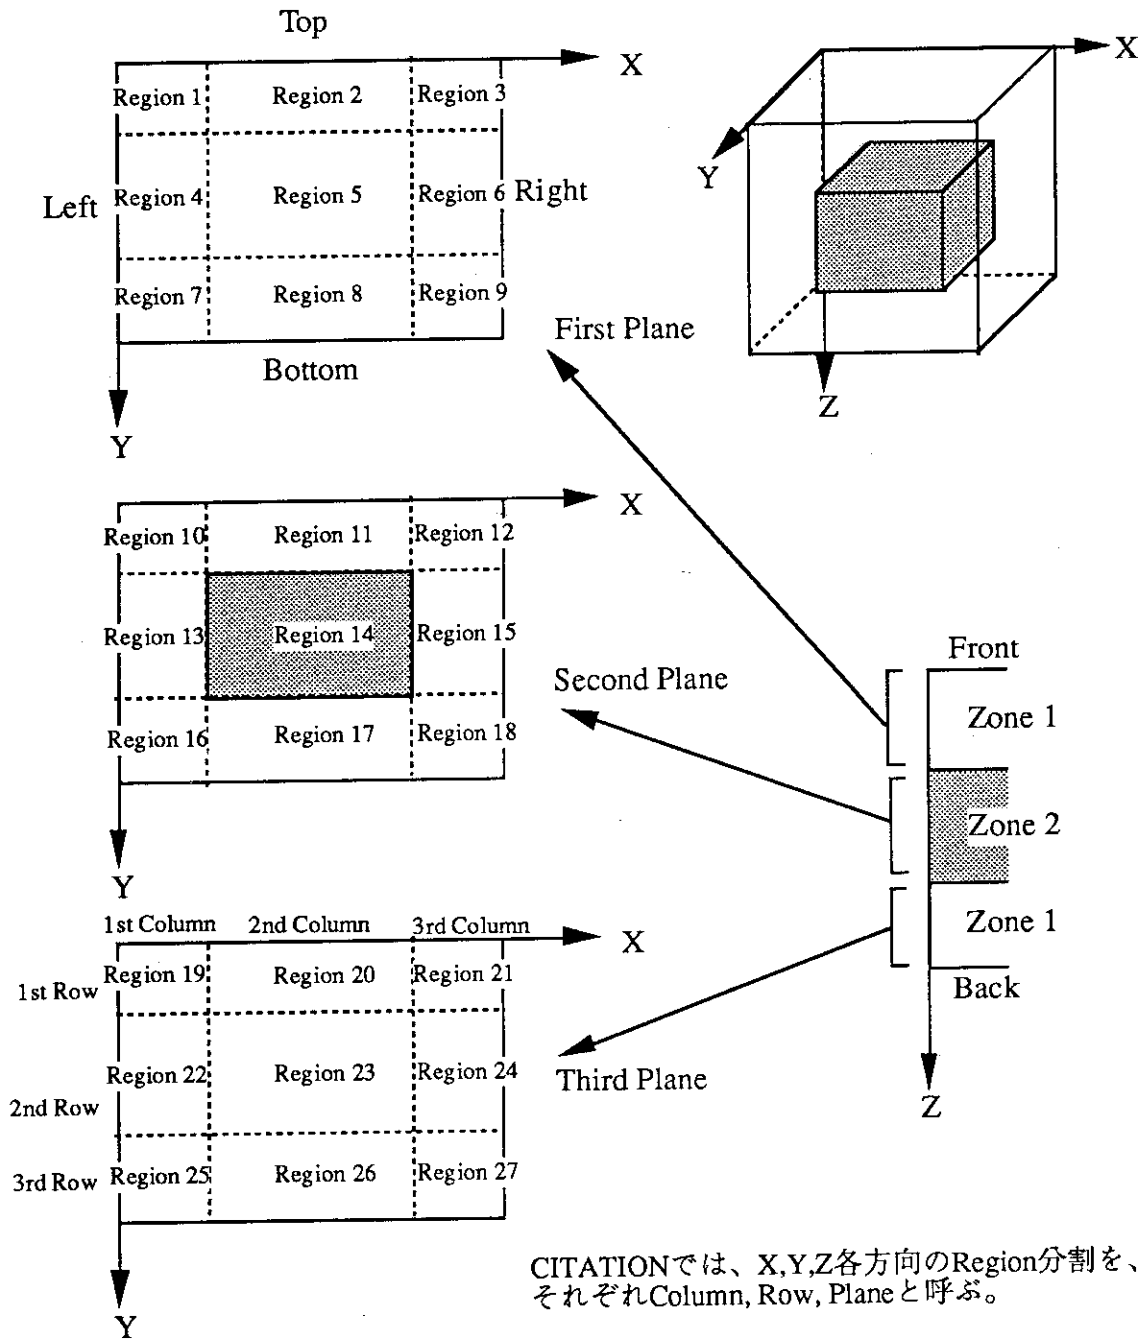 Top
X
Region 1 Region 2 Region 3
Left Region 4 Region 5 Region 6 Right
Region 7 Region 8 Region 9
Bottom
Y
X
Y
Z
First Plane
X
Region 10 Region 11 Region 12
Region 13 Region 14 Region 15
Region 16 Region 17 Region 18
Y
Second Plane
Front
Zone 1
Zone 2
Zone 1
Back
Z
1st Column 2nd Column 3rd Column
X
1st Row Region 19 Region 20 Region 21
2nd Row Region 22 Region 23 Region 24
3rd Row Region 25 Region 26 Region 27
Y
Third Plane
CITATIONでは、X,Y,Z各方向のRegion分割を、
それぞれColumn, Row, Planeと呼ぶ。